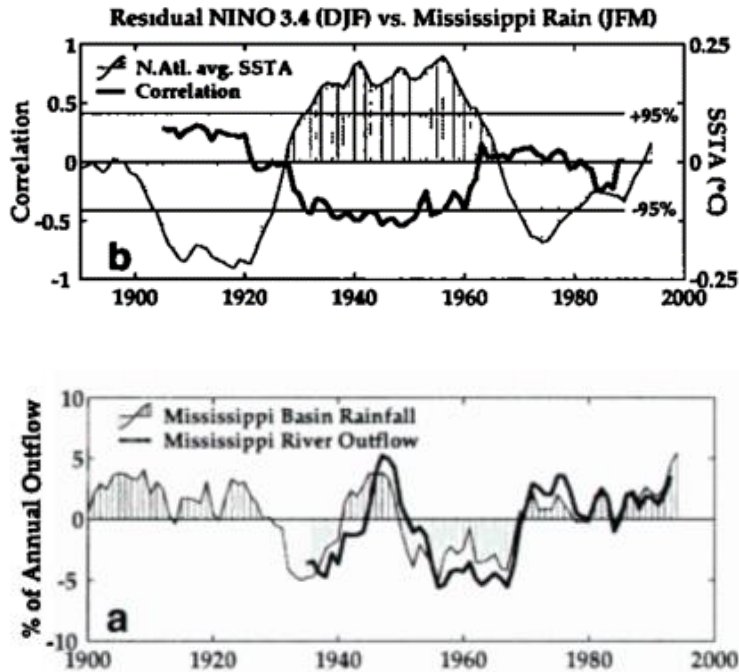 Residual NINO 3.4 (DJF) vs. Mississippi Rain (JFM)
1
0.5
0
-0.5
-1
Correlation
N.Atl. avg. SSTA
Correlation
+95%
-95%
0.25
0
-0.25
SSTA (°C)
b
1900
1920
1940
1960
1980
2000
10
5
0
-5
-10
% of Annual Outflow
Mississippi Basin Rainfall
Mississippi River Outflow
a
1900
1920
1940
1960
1980
2000